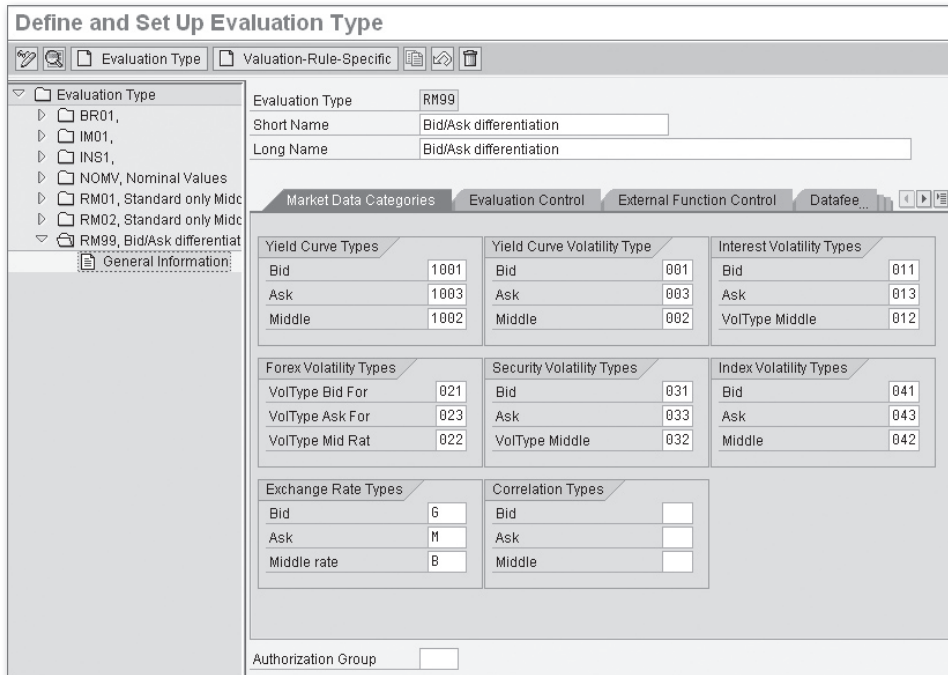 Define and Set Up Evaluation Type
Evaluation Type
Valuation-Rule-Specific
Evaluation Type
BR01,
IM01,
INS1,
NOMV, Nominal Values
RM01, Standard only Midd
RM02, Standard only Midd
RM99, Bid/Ask differentiat
General Information
Evaluation Type RM99
Short Name Bid/Ask differentiation
Long Name Bid/Ask differentiation
Market Data Categories Evaluation Control External Function Control Datafee...
Yield Curve Types Yield Curve Volatility Type Interest Volatility Types
Bid 1001 Bid 001 Bid 011
Ask 1003 Ask 003 Ask 013
Middle 1002 Middle 002 VolType Middle 012
Forex Volatility Types Security Volatility Types Index Volatility Types
VolType Bid For 021 Bid 031 Bid 041
VolType Ask For 023 Ask 033 Ask 043
VolType Mid Rat 022 VolType Middle 032 Middle 042
Exchange Rate Types Correlation Types
Bid G Bid
Ask M Ask
Middle rate B Middle
Authorization Group